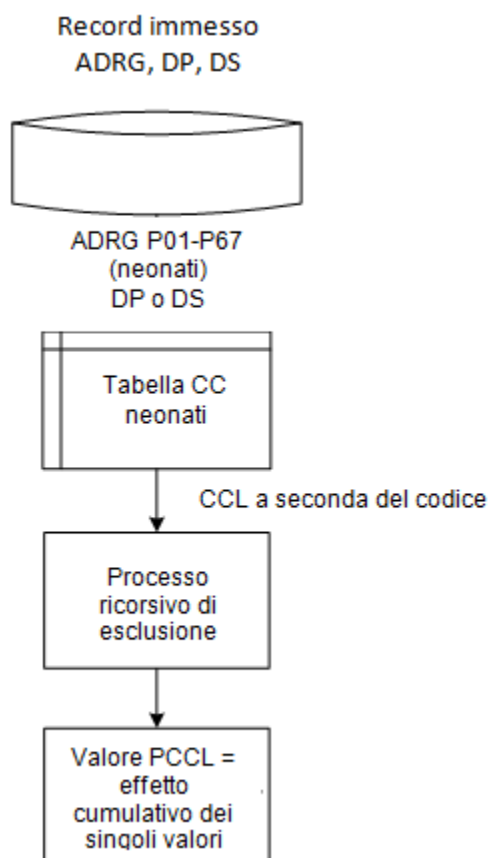 Record immesso
ADRG, DP, DS
ADRG P01-P67
(neonati)
DP o DS
Tabella CC
neonati
CCL a seconda del codice
Processo
ricorsivo di
esclusione
Valore PCCL =
effetto
cumulativo dei
singoli valori